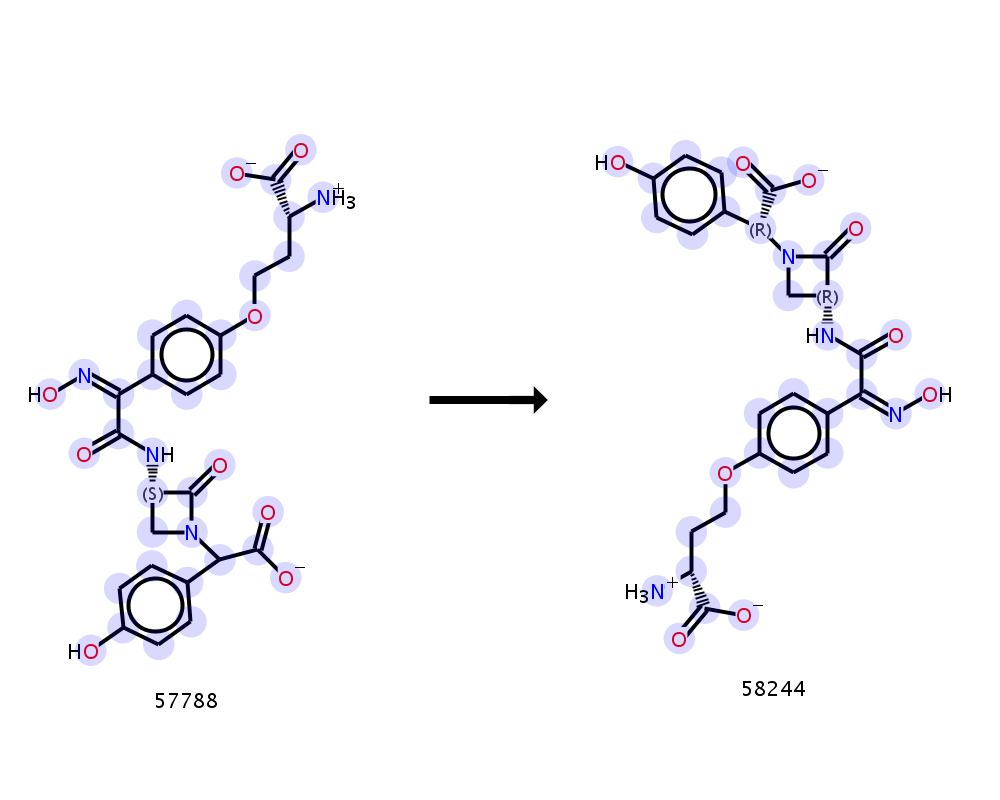 O⁻ O
NH₃⁺
O
HO N
O NH
(S) O
N O
O⁻
HO
57788
HO O O⁻
(R) O
N
(R)
HN O
OH
N
O
H₃N⁺ O⁻
O
58244